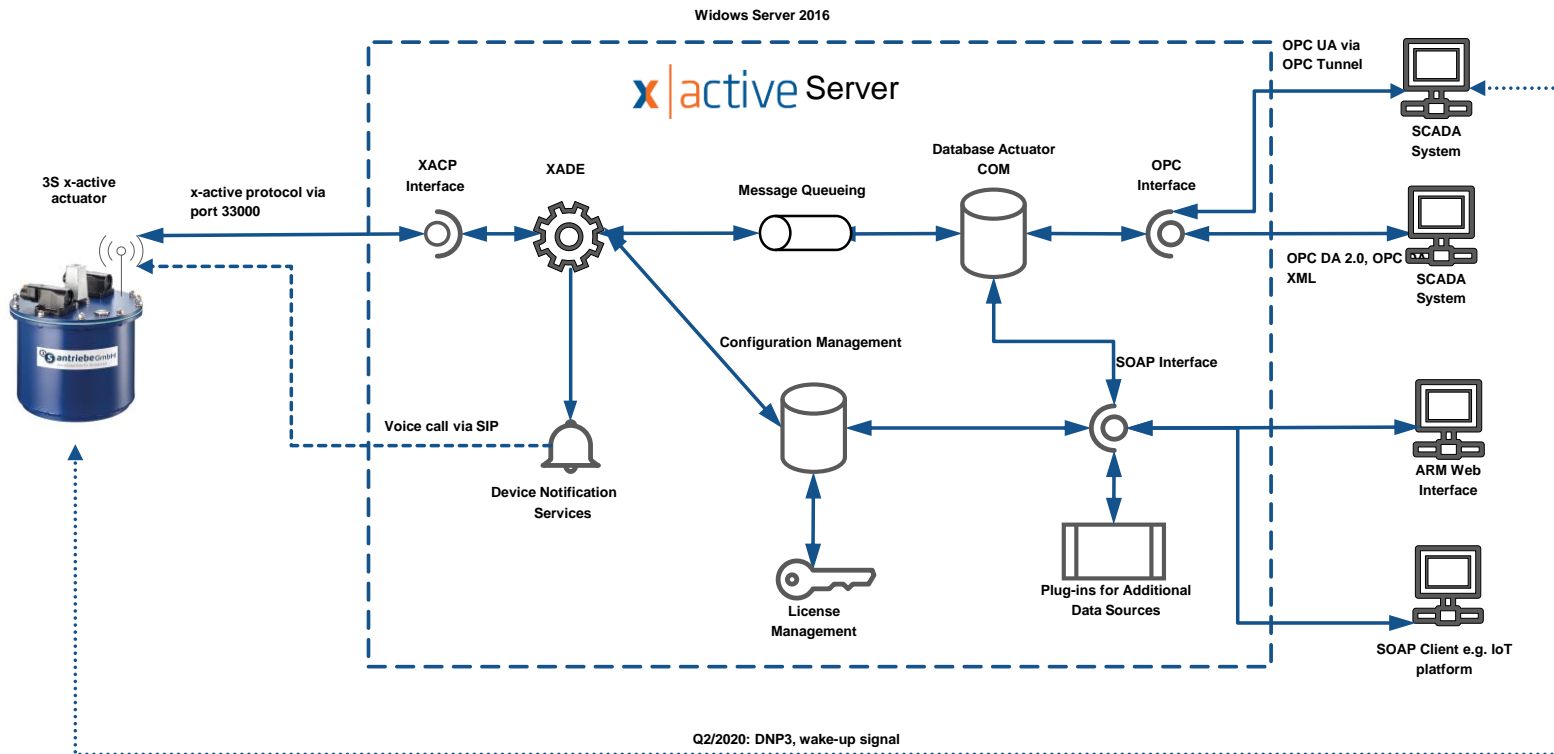 Widows Server 2016
OPC UA via
OPC Tunnel
x|active Server
SCADA
System
Database Actuator
COM
XACP
Interface
XADE
OPC
Interface
3S x-active
actuator
x-active protocol via
port 33000
Message Queueing
OPC DA 2.0, OPC
XML
SCADA
System
antriebe GmbH
Configuration Management
SOAP Interface
Voice call via SIP
ARM Web
Interface
Device Notification
Services
License
Management
Plug-ins for Additional
Data Sources
SOAP Client e.g. IoT
platform
Q2/2020: DNP3, wake-up signal